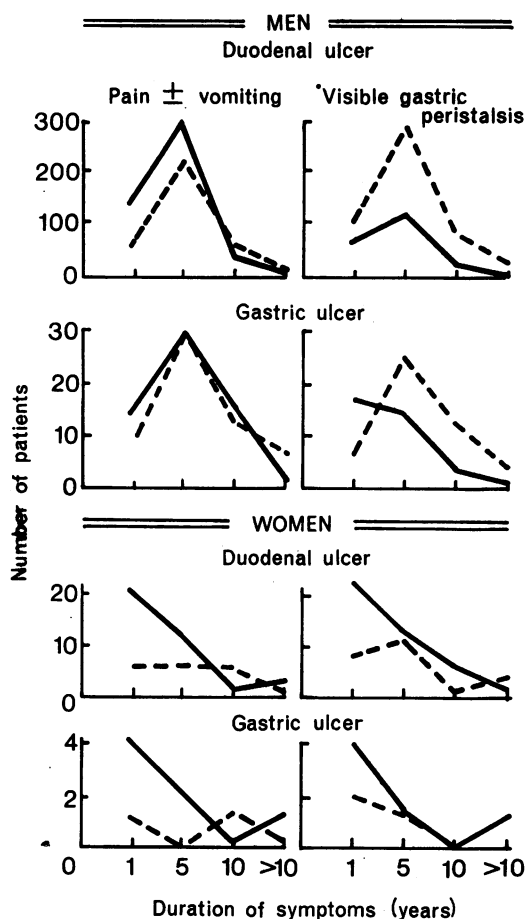 MEN
Duodenal ulcer
Pain ± vomiting
Visible gastric
peristalsis
300
200
100
0
Gastric ulcer
30
20
10
0
Number of patients
WOMEN
Duodenal ulcer
20
10
0
Gastric ulcer
4
2
0
1 5 10 >10
1 5 10 >10
Duration of symptoms (years)